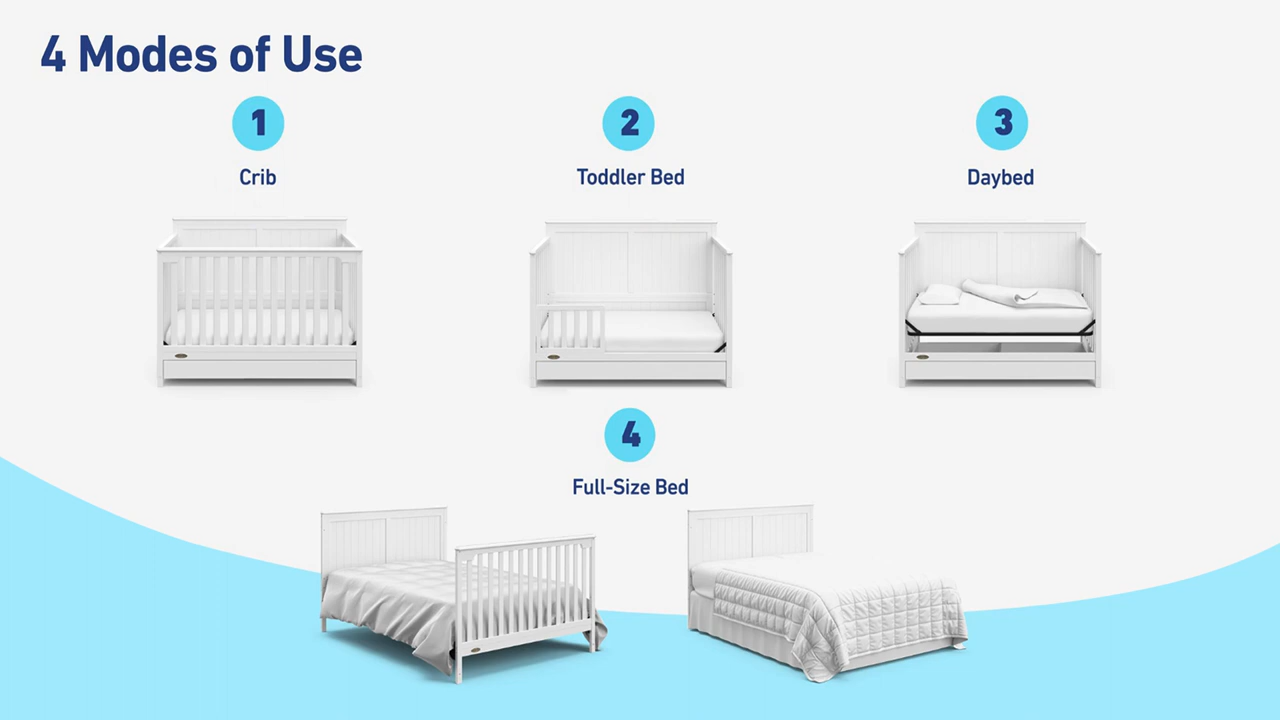 4 Modes of Use
1
2
3
Crib
Toddler Bed
Daybed
4
Full-Size Bed